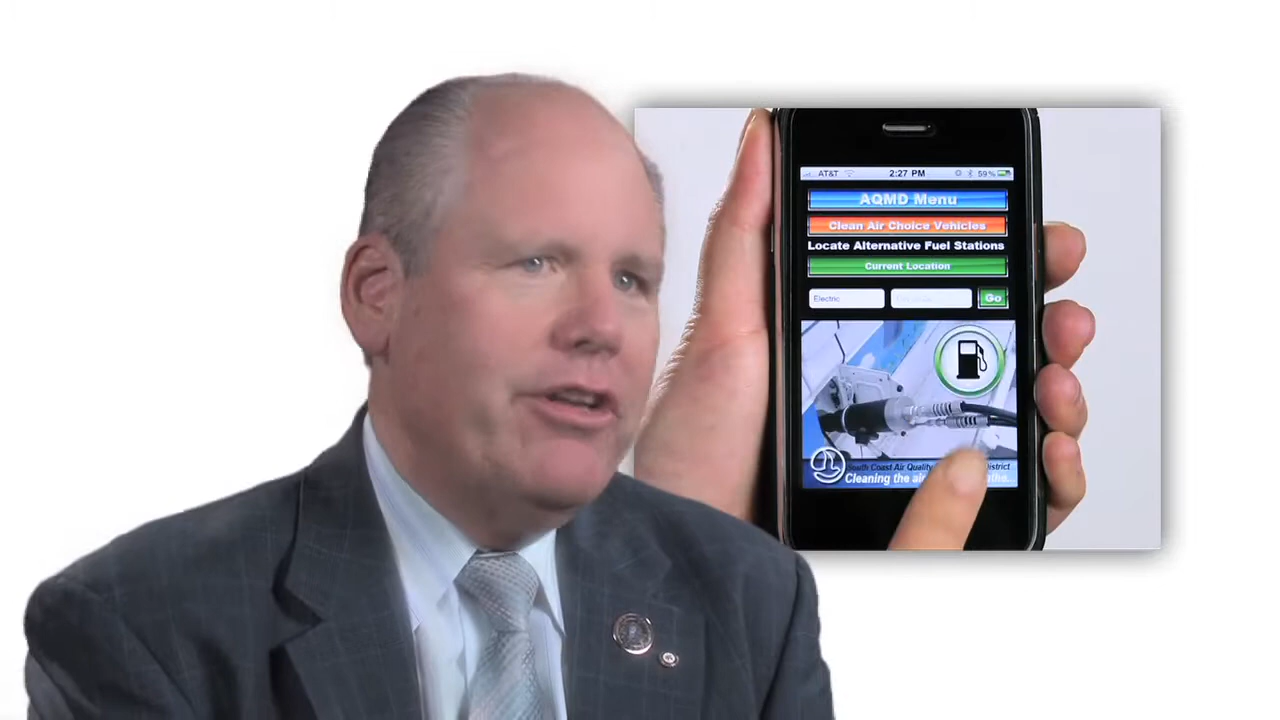 AT&T 2:27 PM 59%
AQMD Menu
Clean Air Choice Vehicles
Locate Alternative Fuel Stations
Current Location
Electric Go
South Coast Air Quality District
Cleaning the